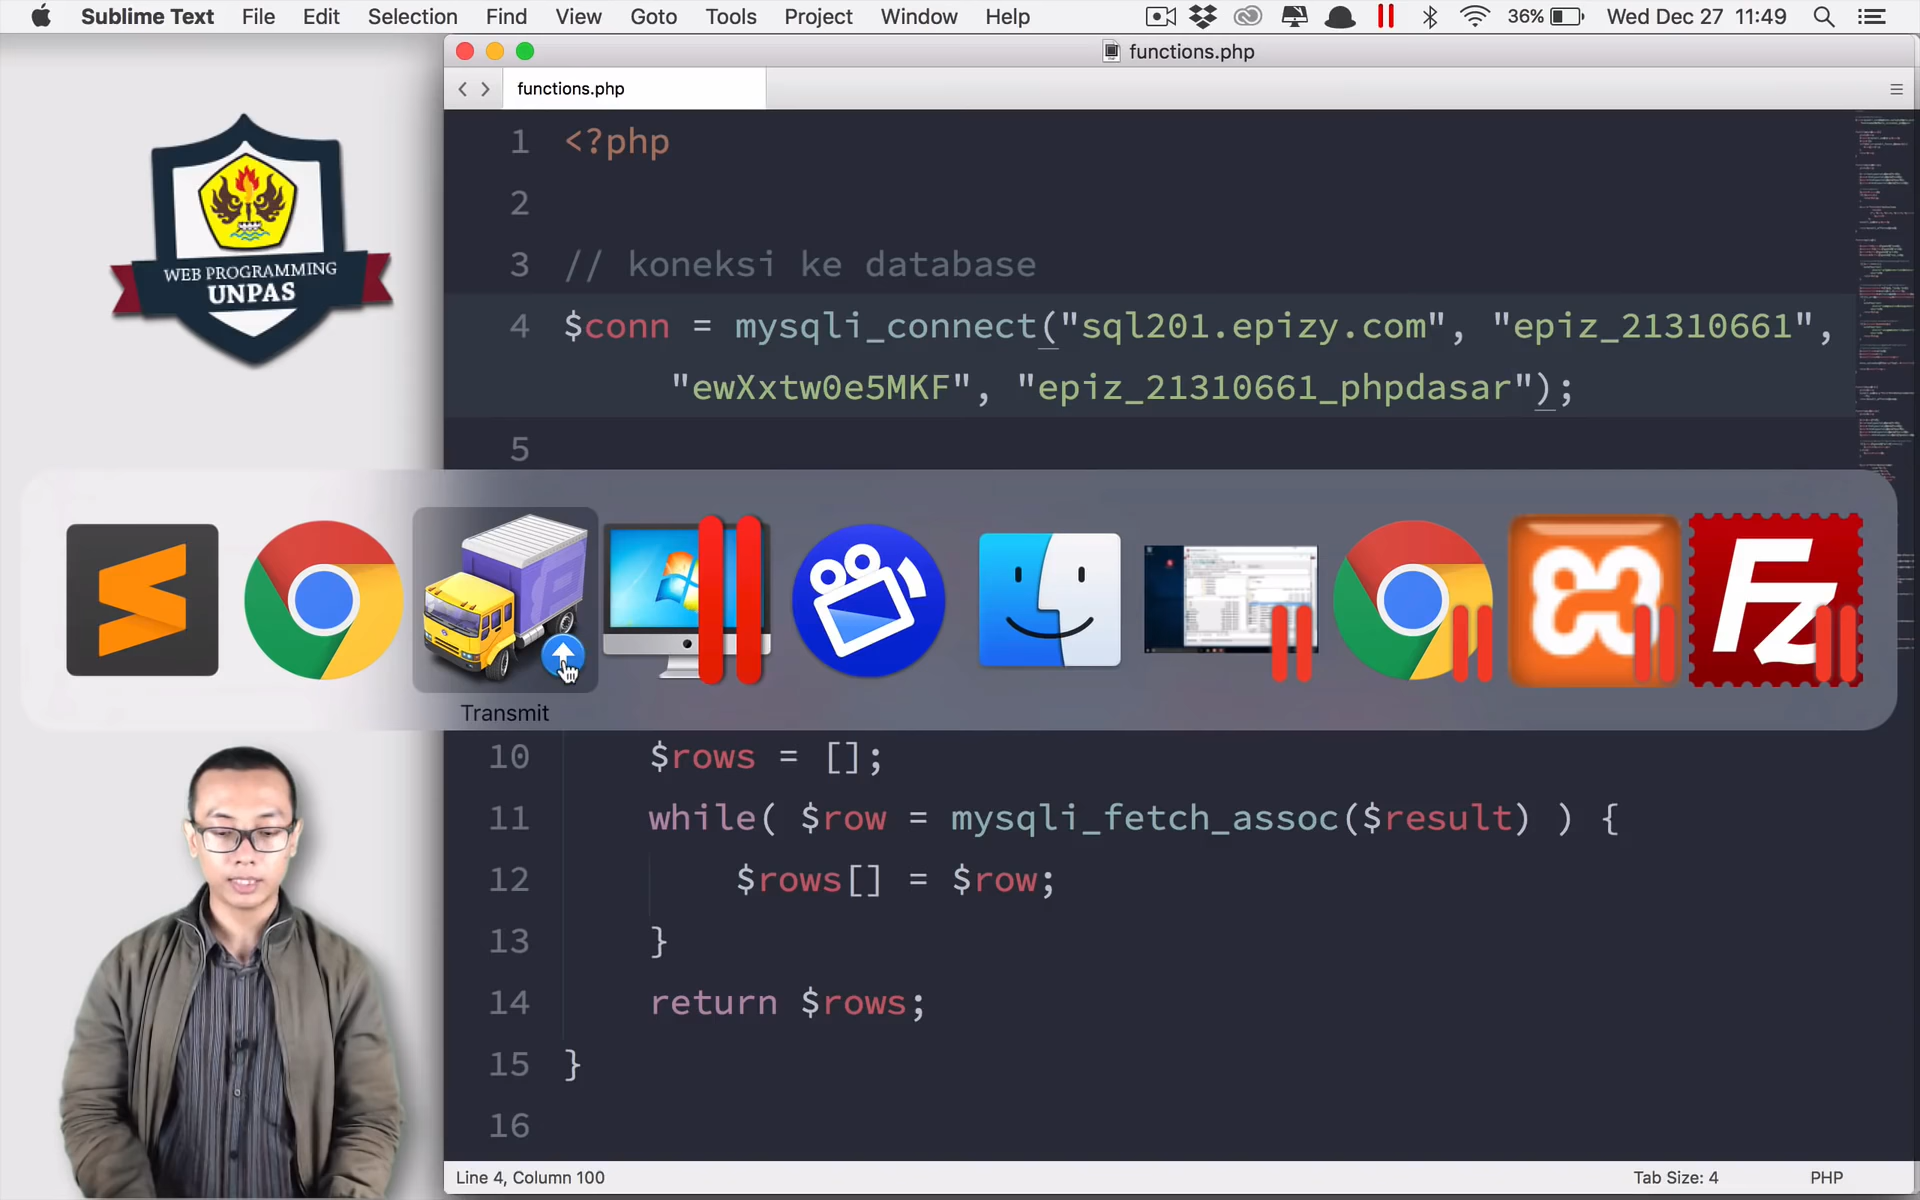 Sublime Text File Edit Selection Find View Goto Tools Project Window Help 36% Wed Dec 27 11:49
functions.php
functions.php
1 <?php
2
3 // koneksi ke database
4 $conn = mysqli_connect("sql201.epizy.com", "epiz_21310661",
"ewXxtw0e5MKF", "epiz_21310661_phpdasar");
5
WEB PROGRAMMING
UNPAS
Fz
Transmit
10 $rows = [];
11 while( $row = mysqli_fetch_assoc($result) ) {
12 $rows[] = $row;
13 }
14 return $rows;
15 }
16
Line 4, Column 100 Tab Size: 4 PHP